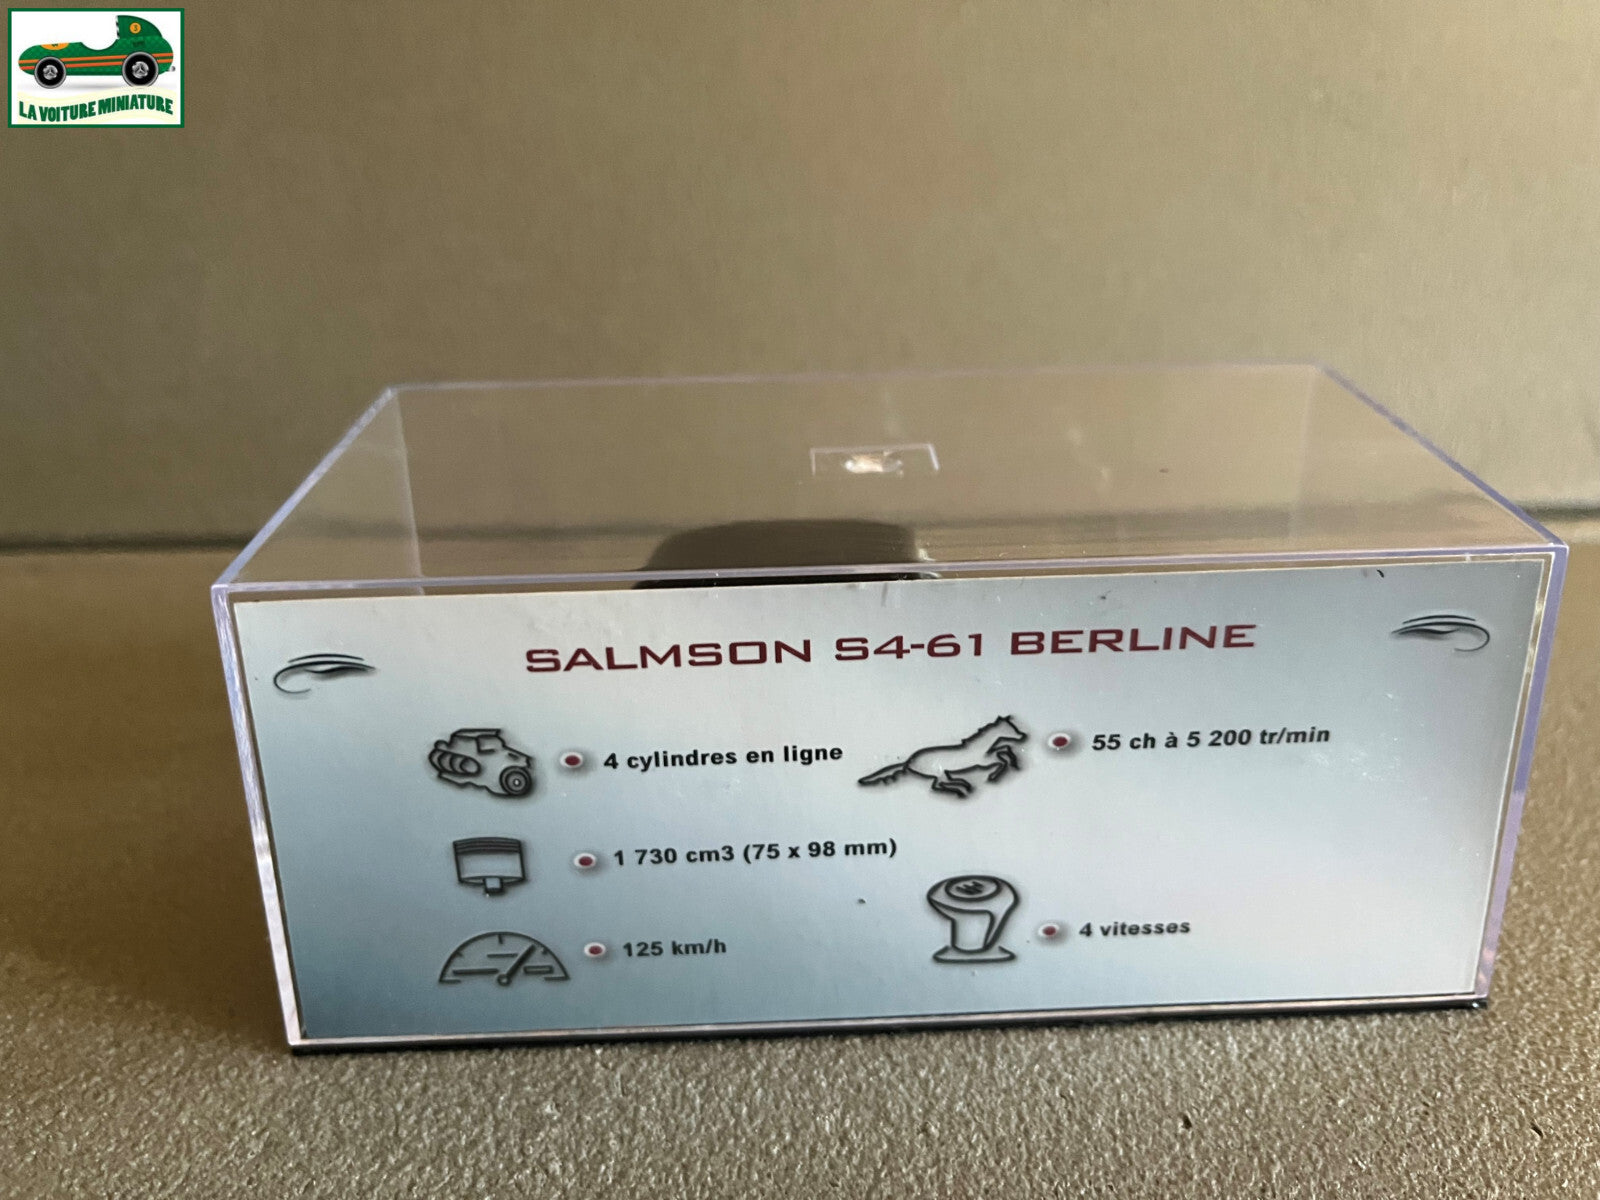 LA VOITURE MINIATURE
SALMSON S4-61 BERLINE
4 cylindres en ligne
55 ch à 5 200 tr/min
1 730 cm3 (75 x 98 mm)
125 km/h
4 vitesses